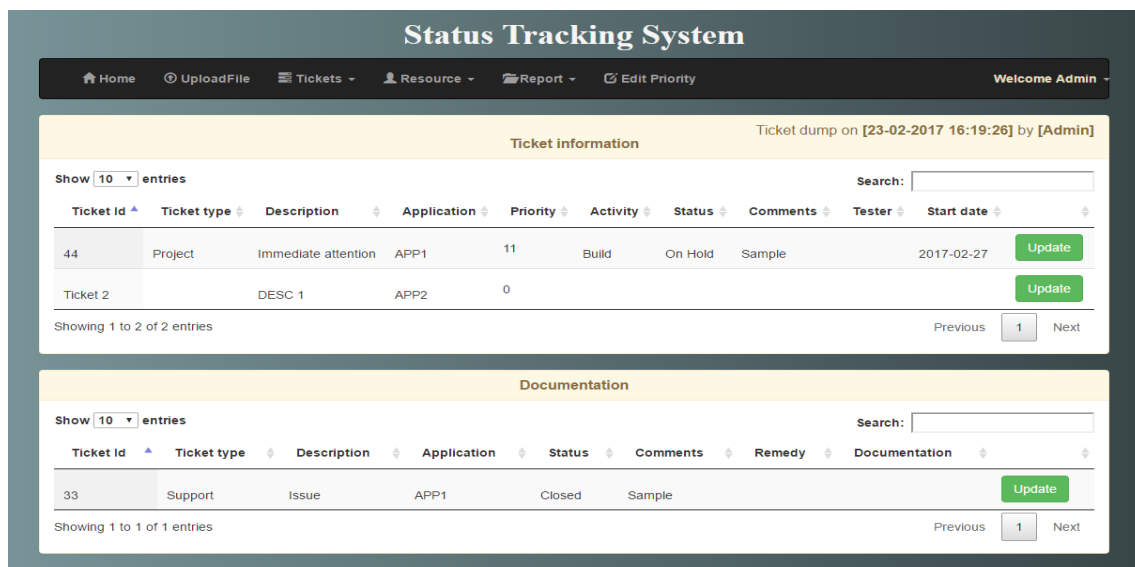 Status Tracking System
Home UploadFile Tickets Resource Report Edit Priority Welcome Admin
Ticket dump on [23-02-2017 16:19:26] by [Admin]
Ticket information
Show 10 entries Search:
Ticket Id Ticket type Description Application Priority Activity Status Comments Tester Start date
44 Project Immediate attention APP1 11 Build On Hold Sample 2017-02-27 Update
Ticket 2 DESC 1 APP2 0 Update
Showing 1 to 2 of 2 entries Previous 1 Next
Documentation
Show 10 entries Search:
Ticket Id Ticket type Description Application Status Comments Remedy Documentation
33 Support Issue APP1 Closed Sample Update
Showing 1 to 1 of 1 entries Previous 1 Next